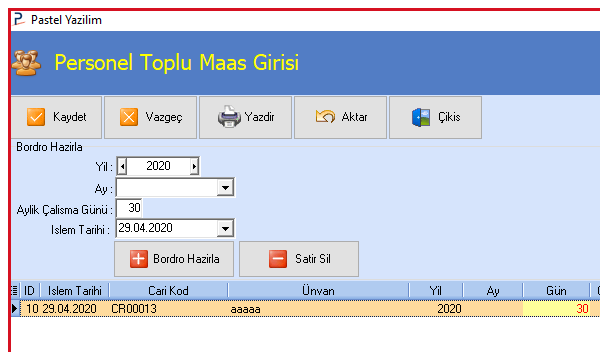 Pastel Yazilim
Personel Toplu Maas Girisi
Kaydet Vazgeç Yazdir Aktar Çikis
Bordro Hazirla
Yil : 2020
Ay :
Aylik Çalisma Günü : 30
Islem Tarihi : 29.04.2020
Bordro Hazirla Satir Sil
ID Islem Tarihi Cari Kod Ünvan Yil Ay Gün
10 29.04.2020 CR00013 aaaaa 2020 30